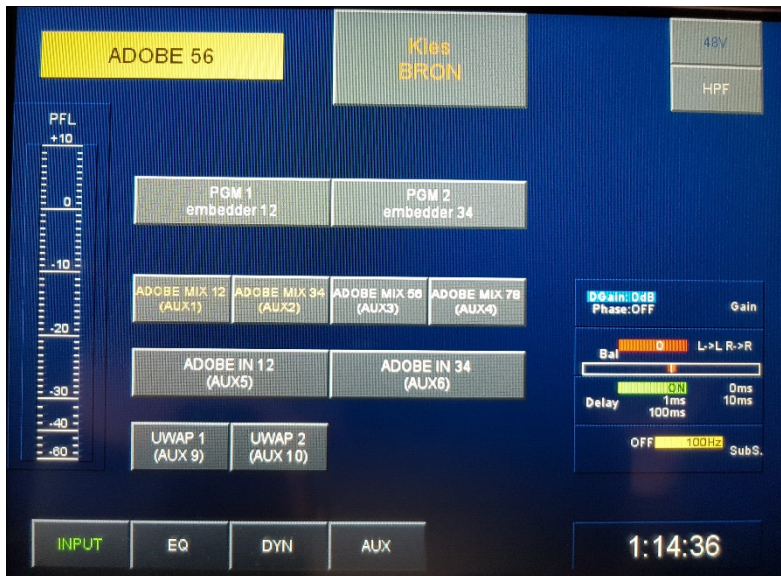 ADOBE 56
Kies
BRON
48V
HPF
PFL
+10
0
-10
-20
-30
-40
-60
PGM 1
embedder 12
PGM 2
embedder 34
ADOBE MIX 12
(AUX1)
ADOBE MIX 34
(AUX2)
ADOBE MIX 56
(AUX3)
ADOBE MIX 78
(AUX4)
ADOBE IN 12
(AUX5)
ADOBE IN 34
(AUX6)
UWAP 1
(AUX 9)
UWAP 2
(AUX 10)
DGain: 0dB
Phase:OFF
Gain
0
L->L R->R
Bal
ON
0ms
Delay
1ms
10ms
100ms
OFF
100Hz
SubS.
INPUT
EQ
DYN
AUX
1:14:36